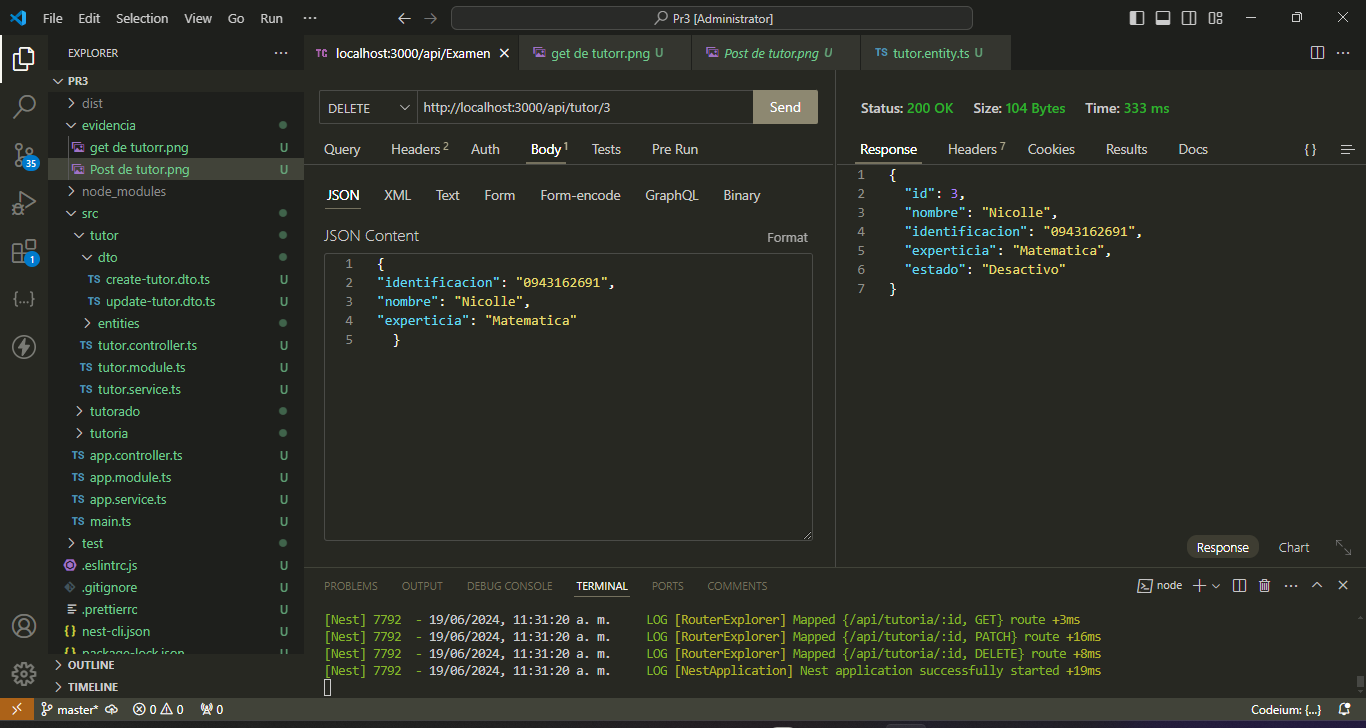 File Edit Selection View Go Run ··· Pr3 [Administrator]
EXPLORER ···
PR3
dist
evidencia
get de tutorr.png U
Post de tutor.png U
node_modules
src
tutor
dto
TS create-tutor.dto.ts U
TS update-tutor.dto.ts U
entities
TS tutor.controller.ts U
TS tutor.module.ts U
TS tutor.service.ts U
tutorado
tutoria
TS app.controller.ts U
TS app.module.ts U
TS app.service.ts U
TS main.ts U
test
.eslintrc.js U
.gitignore U
.prettierrc U
{} nest-cli.json U
{} package-lock.json U
OUTLINE
TIMELINE
35
1
TC localhost:3000/api/Examen
get de tutorr.png U
Post de tutor.png U
TS tutor.entity.ts U
···
DELETE http://localhost:3000/api/tutor/3 Send
Query Headers 2 Auth Body 1 Tests Pre Run
JSON XML Text Form Form-encode GraphQL Binary
JSON Content Format
1 {
2 "identificacion": "0943162691",
3 "nombre": "Nicolle",
4 "experticia": "Matematica"
5 }
Status: 200 OK Size: 104 Bytes Time: 333 ms
Response Headers 7 Cookies Results Docs {}
1 {
2 "id": 3,
3 "nombre": "Nicolle",
4 "identificacion": "0943162691",
5 "experticia": "Matematica",
6 "estado": "Desactivo"
7 }
Response Chart
PROBLEMS OUTPUT DEBUG CONSOLE TERMINAL PORTS COMMENTS node ···
[Nest] 7792 - 19/06/2024, 11:31:20 a. m. LOG [RouterExplorer] Mapped {/api/tutoria/:id, GET} route +3ms
[Nest] 7792 - 19/06/2024, 11:31:20 a. m. LOG [RouterExplorer] Mapped {/api/tutoria/:id, PATCH} route +16ms
[Nest] 7792 - 19/06/2024, 11:31:20 a. m. LOG [RouterExplorer] Mapped {/api/tutoria/:id, DELETE} route +8ms
[Nest] 7792 - 19/06/2024, 11:31:20 a. m. LOG [NestApplication] Nest application successfully started +19ms
master* 0 0 0 Codeium: {...}